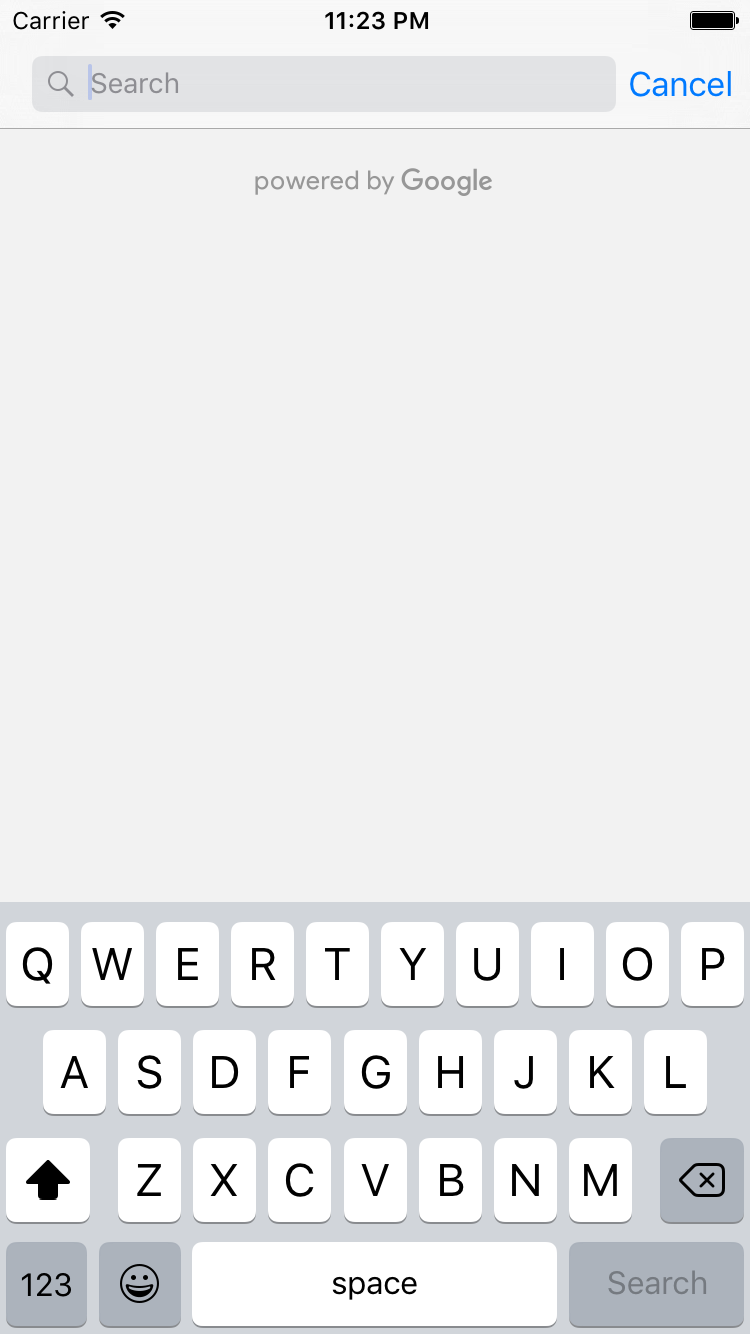 Carrier 11:23 PM
Search Cancel
powered by Google
Q W E R T Y U I O P
A S D F G H J K L
Z X C V B N M
123 space Search